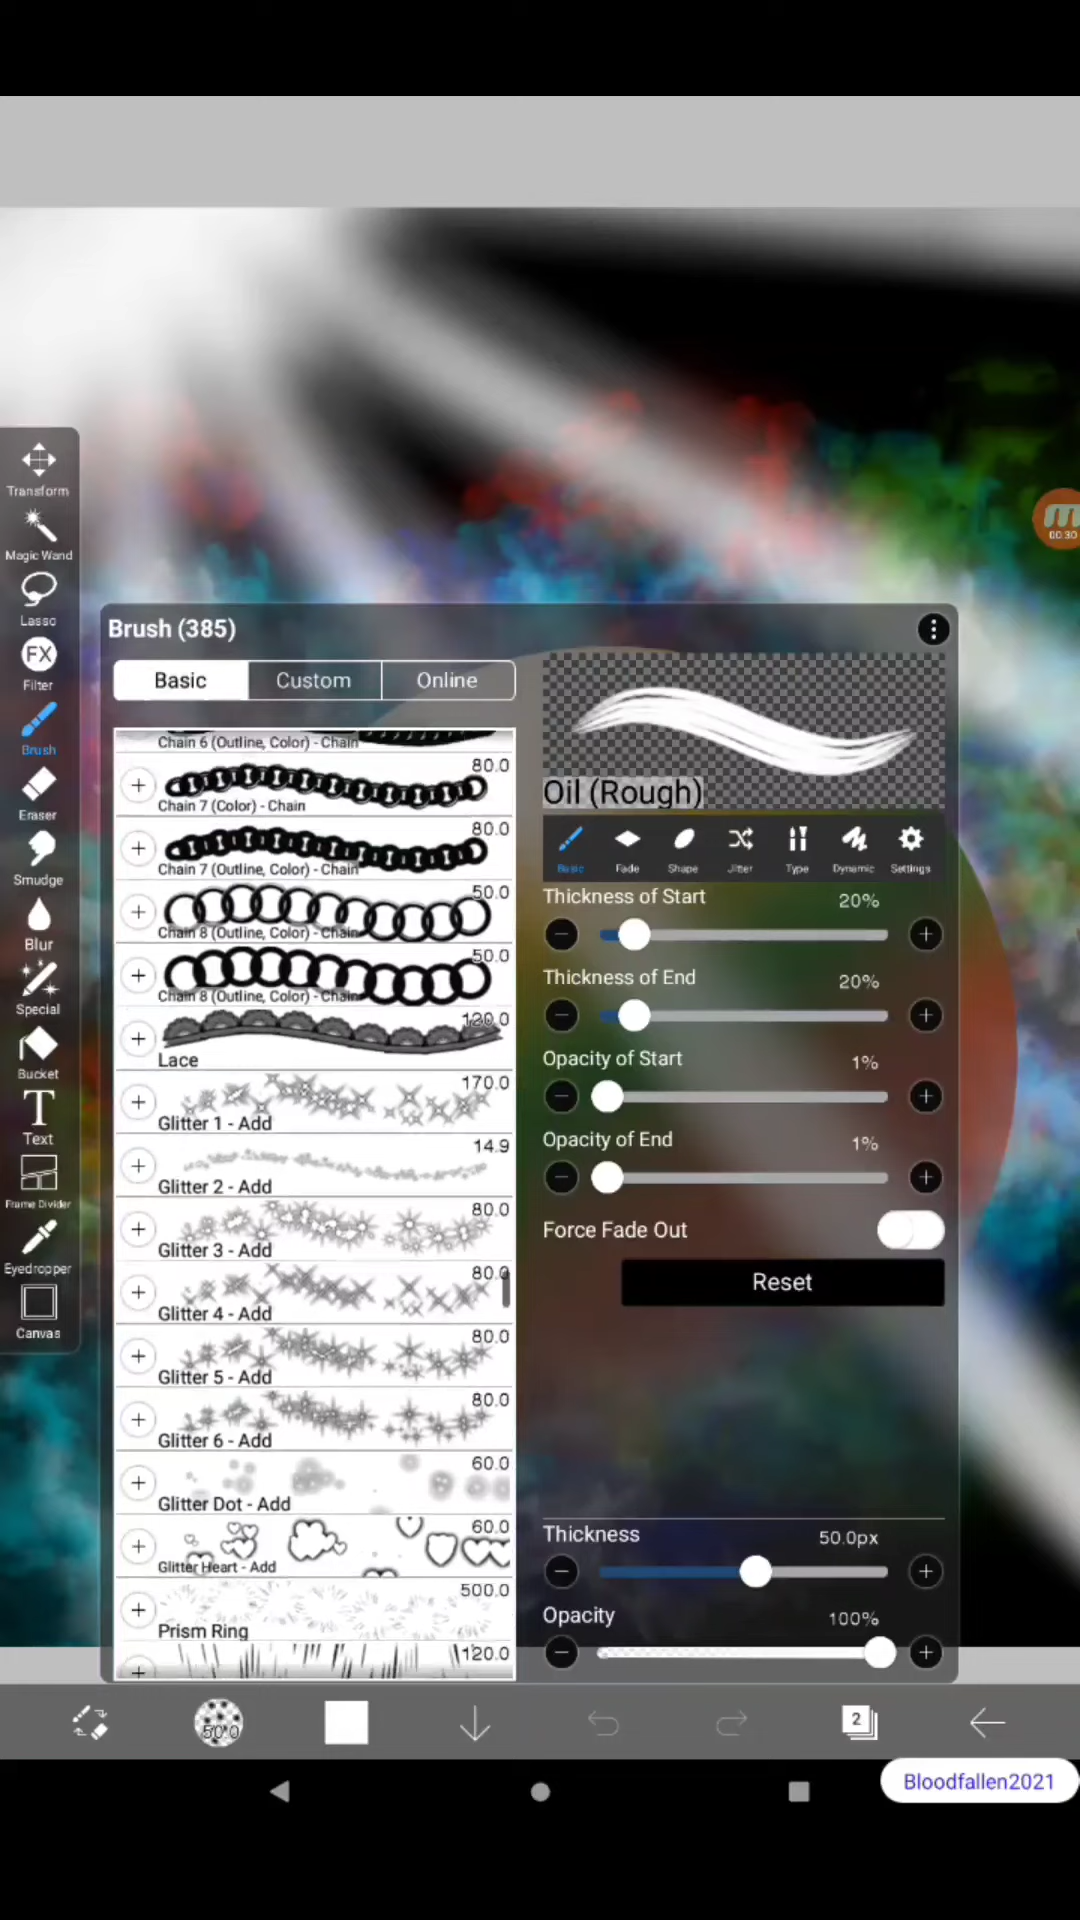 00:30
Transform
Magic Wand
Lasso
FX
Filter
Brush
Eraser
Smudge
Blur
Special
Bucket
T
Text
Frame Divider
Eyedropper
Canvas
Brush (385)
Basic
Custom
Online
Chain 6 (Outline, Color) - Chain
80.0
Chain 7 (Color) - Chain
80.0
Chain 7 (Outline, Color) - Chain
50.0
Chain 8 (Outline, Color) - Chain
50.0
Chain 8 (Outline, Color) - Chain
120.0
Lace
170.0
Glitter 1 - Add
14.9
Glitter 2 - Add
80.0
Glitter 3 - Add
80.0
Glitter 4 - Add
80.0
Glitter 5 - Add
80.0
Glitter 6 - Add
60.0
Glitter Dot - Add
60.0
Glitter Heart - Add
500.0
Prism Ring
120.0
Oil (Rough)
Basic
Fade
Shape
Jitter
Type
Dynamic
Settings
Thickness of Start
20%
Thickness of End
20%
Opacity of Start
1%
Opacity of End
1%
Force Fade Out
Reset
Thickness
50.0px
Opacity
100%
50.0
2
Bloodfallen2021